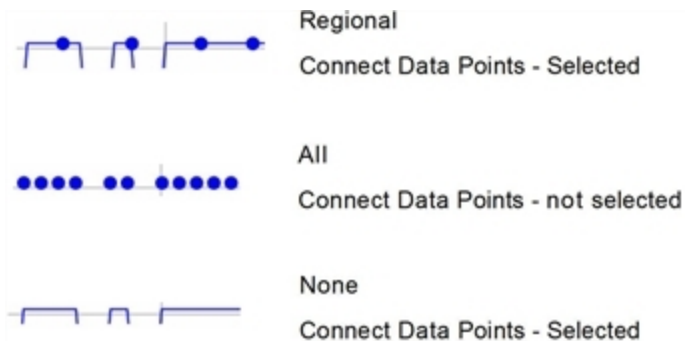 Regional
Connect Data Points - Selected
All
Connect Data Points - not selected
None
Connect Data Points - Selected